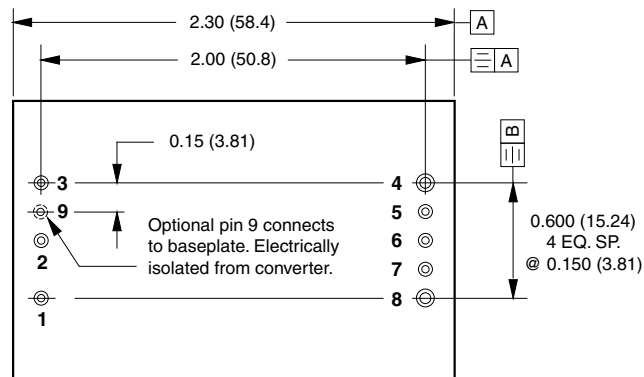 2.30 (58.4)
A
2.00 (50.8)
A
0.15 (3.81)
B
3
4
9
5
Optional pin 9 connects
to baseplate. Electrically
isolated from converter.
0.600 (15.24)
4 EQ. SP.
@ 0.150 (3.81)
2
6
7
1
8